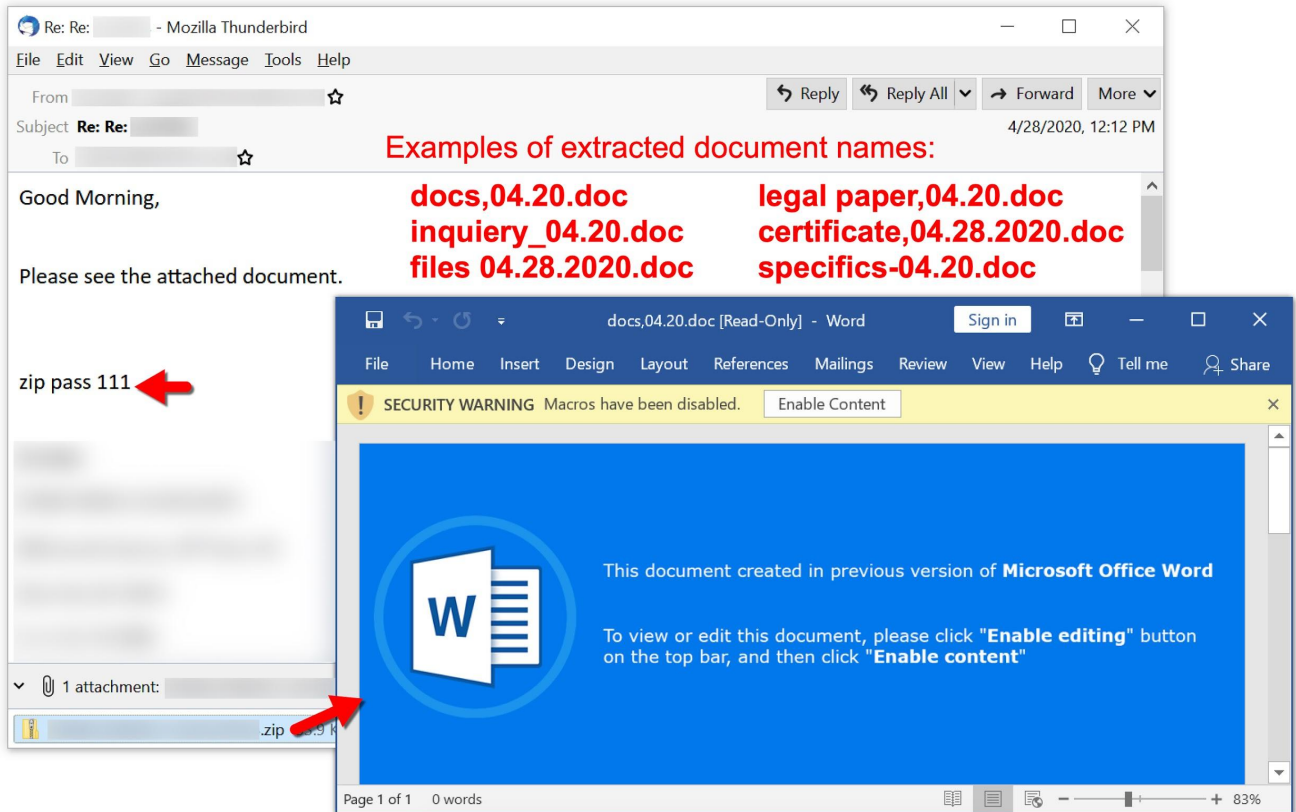 Re: Re: - Mozilla Thunderbird
File Edit View Go Message Tools Help
From
Reply Reply All Forward More
Subject Re: Re:
4/28/2020, 12:12 PM
To
Examples of extracted document names:
docs,04.20.doc legal paper,04.20.doc
inquiery_04.20.doc certificate,04.28.2020.doc
files 04.28.2020.doc specifics-04.20.doc
Good Morning,
Please see the attached document.
zip pass 111
1 attachment:
.zip
docs,04.20.doc [Read-Only] - Word Sign in
File Home Insert Design Layout References Mailings Review View Help Tell me Share
SECURITY WARNING Macros have been disabled. Enable Content
W
This document created in previous version of Microsoft Office Word
To view or edit this document, please click "Enable editing" button
on the top bar, and then click "Enable content"
Page 1 of 1 0 words 83%